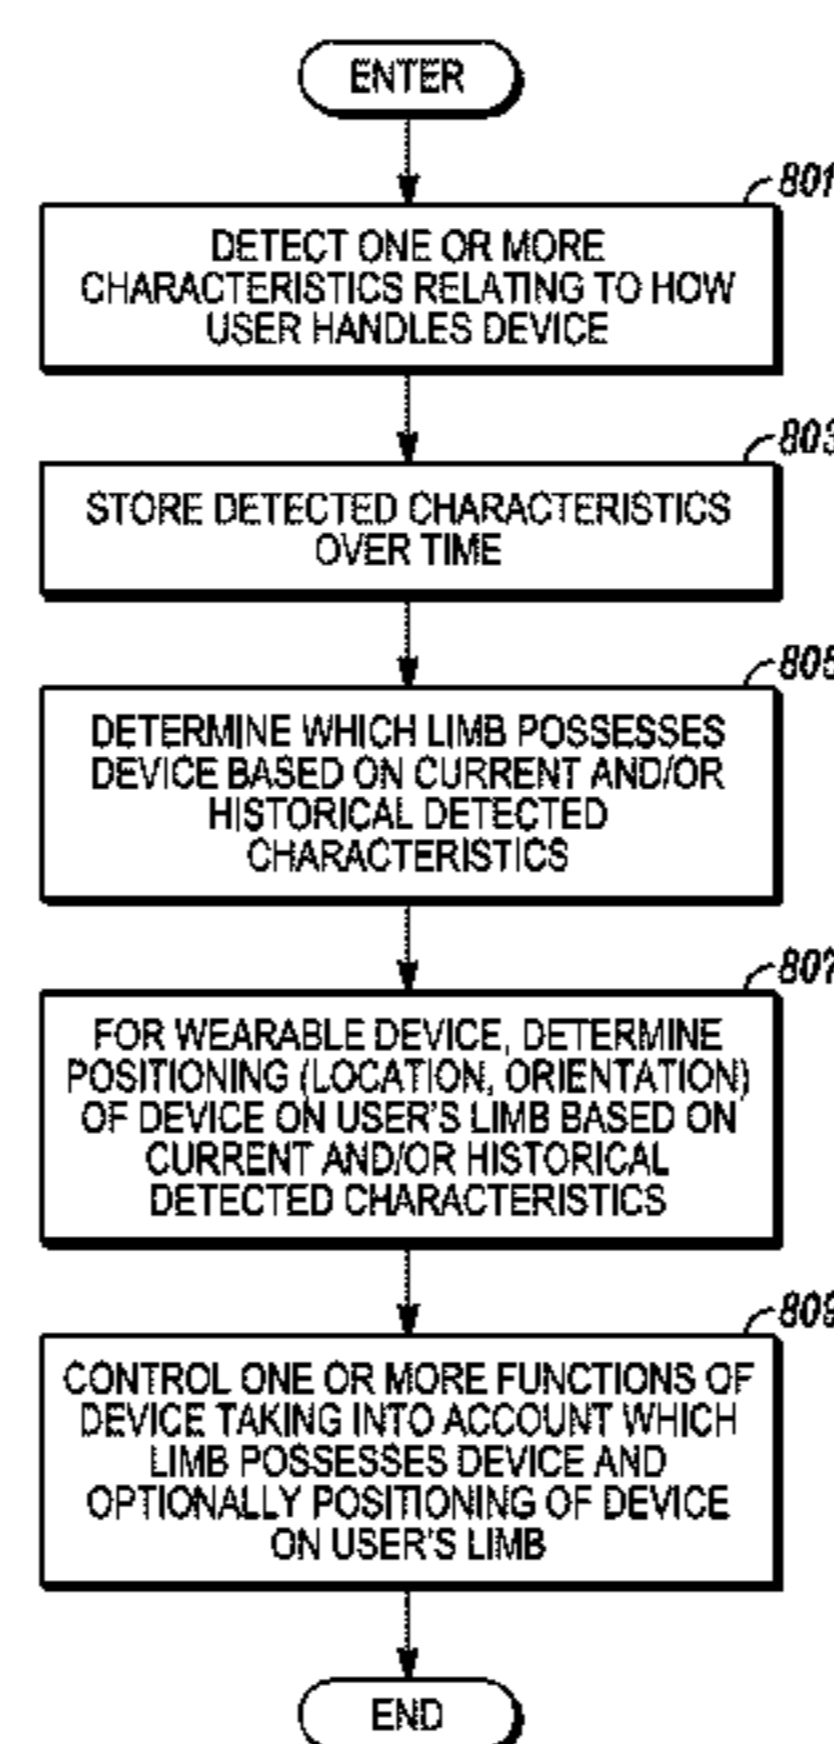 ENTER
801
DETECT ONE OR MORE
CHARACTERISTICS RELATING TO HOW
USER HANDLES DEVICE
803
STORE DETECTED CHARACTERISTICS
OVER TIME
805
DETERMINE WHICH LIMB POSSESSES
DEVICE BASED ON CURRENT AND/OR
HISTORICAL DETECTED
CHARACTERISTICS
807
FOR WEARABLE DEVICE, DETERMINE
POSITIONING (LOCATION, ORIENTATION)
OF DEVICE ON USER'S LIMB BASED ON
CURRENT AND/OR HISTORICAL
DETECTED CHARACTERISTICS
809
CONTROL ONE OR MORE FUNCTIONS OF
DEVICE TAKING INTO ACCOUNT WHICH
LIMB POSSESSES DEVICE AND
OPTIONALLY POSITIONING OF DEVICE
ON USER'S LIMB
END